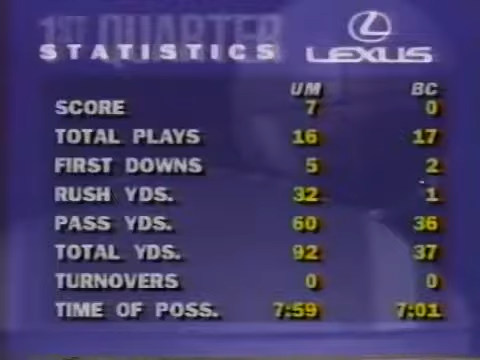 1ST QUARTER
STATISTICS LEXUS
UM BC
SCORE 7 0
TOTAL PLAYS 16 17
FIRST DOWNS 5 2
RUSH YDS. 32 1
PASS YDS. 60 36
TOTAL YDS. 92 37
TURNOVERS 0 0
TIME OF POSS. 7:59 7:01